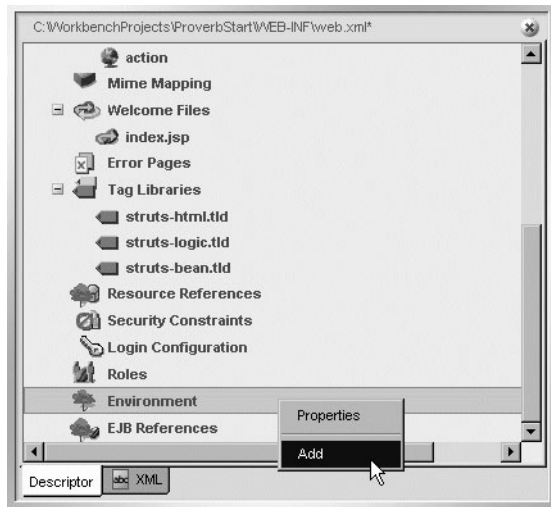 C:\WorkbenchProjects\ProverbStart\WEB-INF\web.xml*
action
Mime Mapping
Welcome Files
index.jsp
Error Pages
Tag Libraries
struts-html.tld
struts-logic.tld
struts-bean.tld
Resource References
Security Constraints
Login Configuration
Roles
Environment
Properties
EJB References
Add
Descriptor abc XML